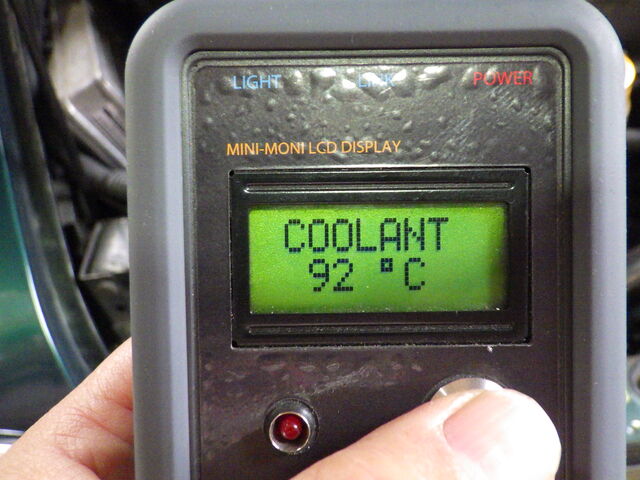 LIGHT LINK POWER
MINI-MONI LCD DISPLAY
COOLANT
92 °C